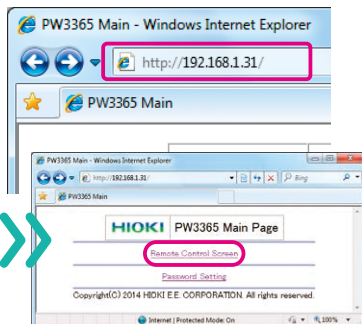 PW3365 Main - Windows Internet Explorer
http://192.168.1.31/
PW3365 Main
PW3365 Main - Windows Internet Explorer
http://192.168.1.31/
Bing
PW3365 Main
HIOKI PW3365 Main Page
Remote Control Screen
Password Setting
Copyright(C) 2014 HIOKI E.E. CORPORATION. All rights reserved.
Internet | Protected Mode: On
100%